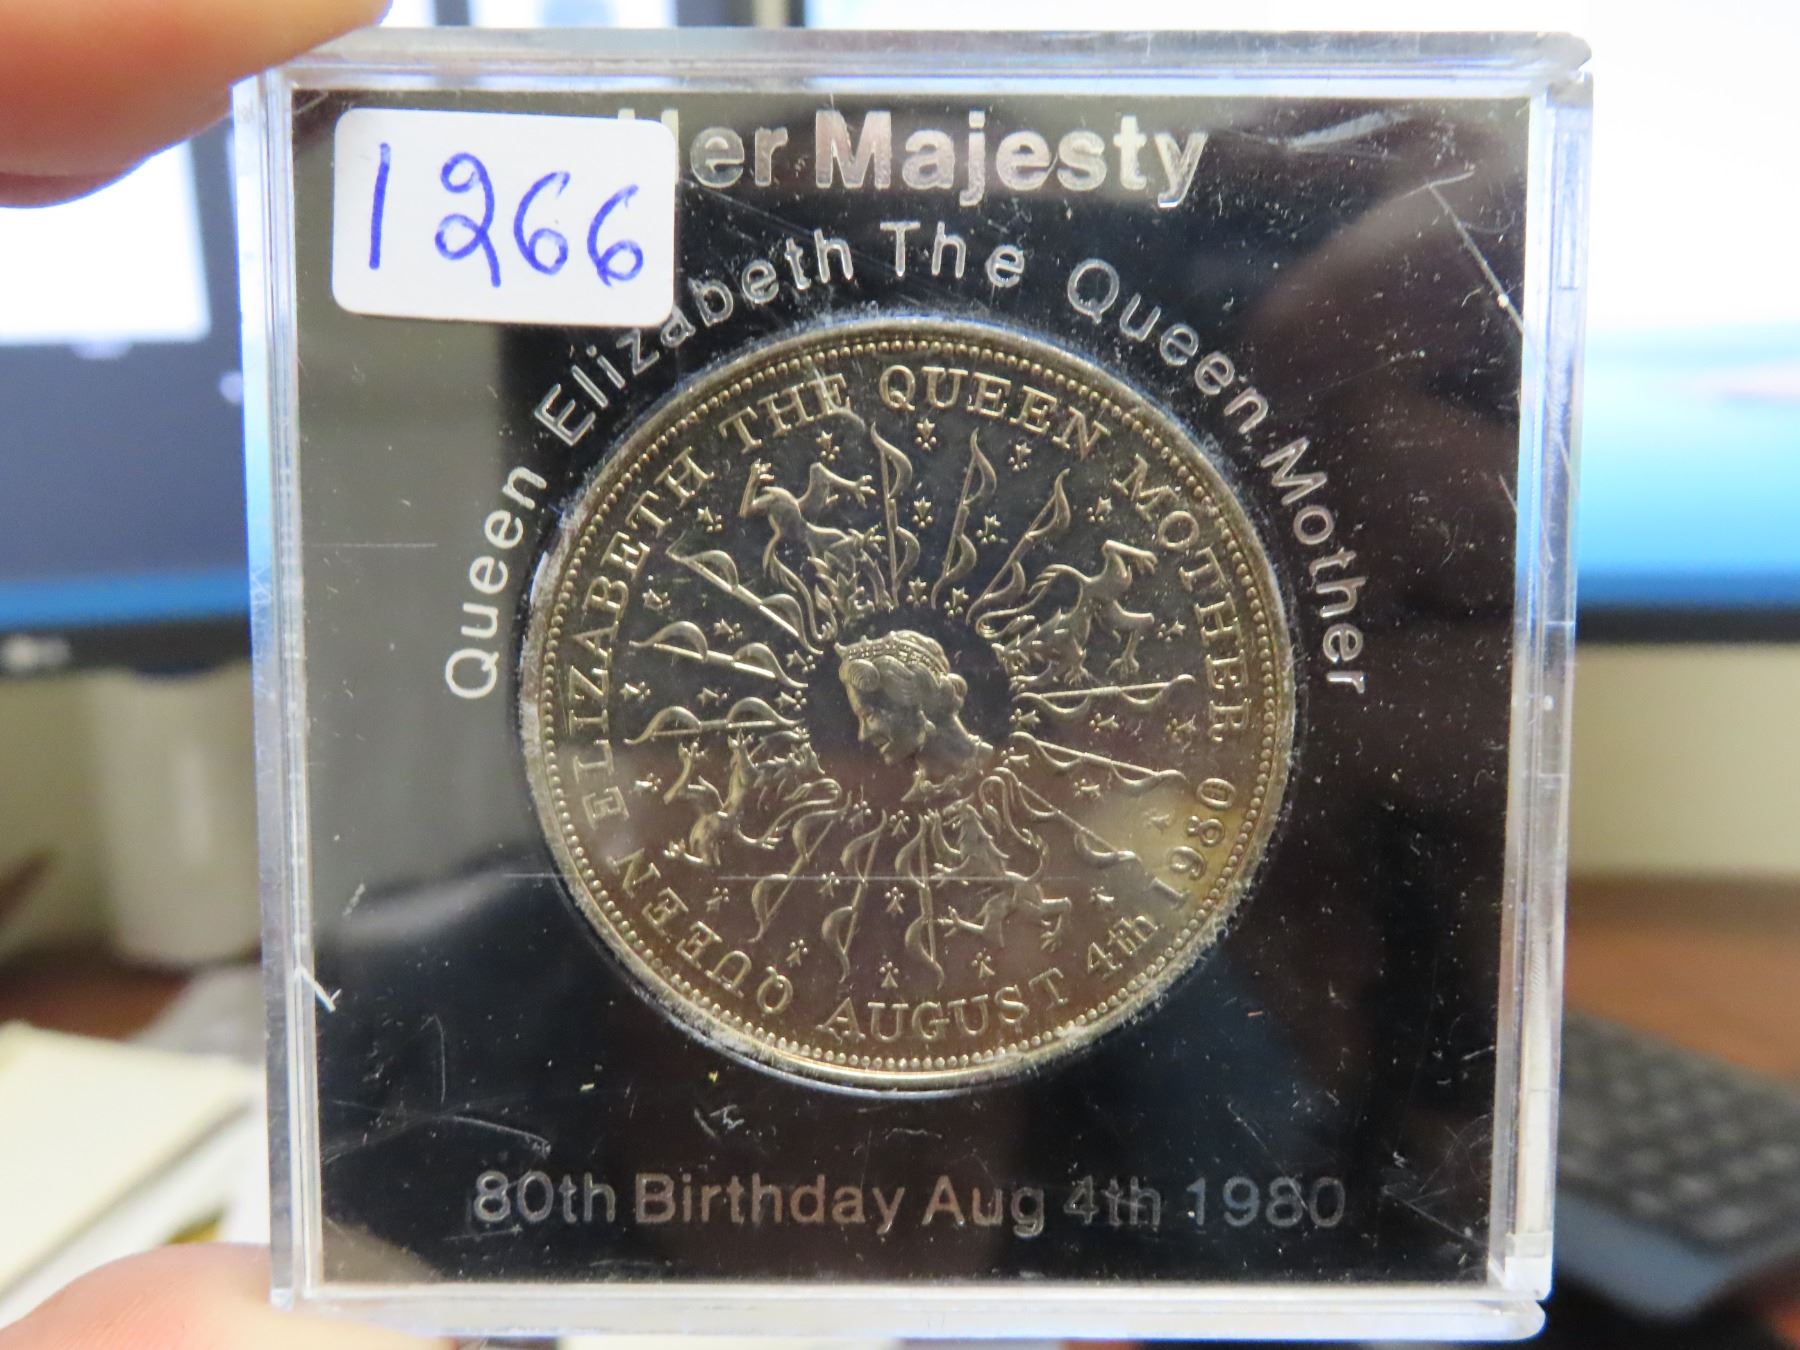 1266
Her Majesty
Queen Elizabeth The Queen Mother
QUEEN ELIZABETH THE QUEEN MOTHER
AUGUST 4th 1980
80th Birthday Aug 4th 1980